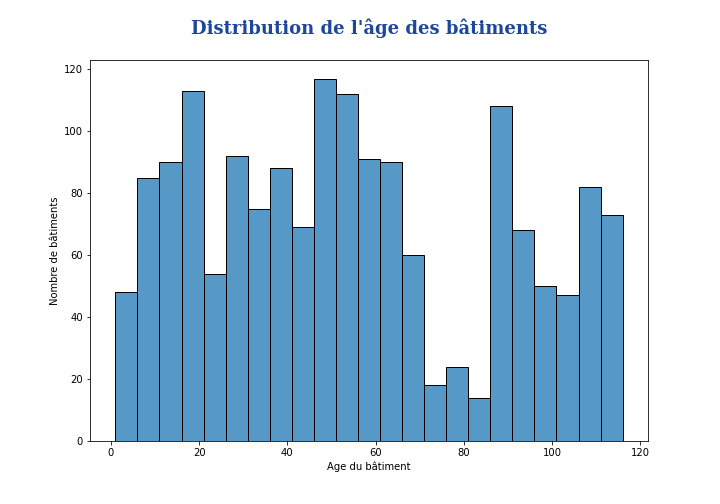 Distribution de l'âge des bâtiments
120
100
80
60
40
20
0
Nombre de bâtiments
0 20 40 60 80 100 120
Age du bâtiment